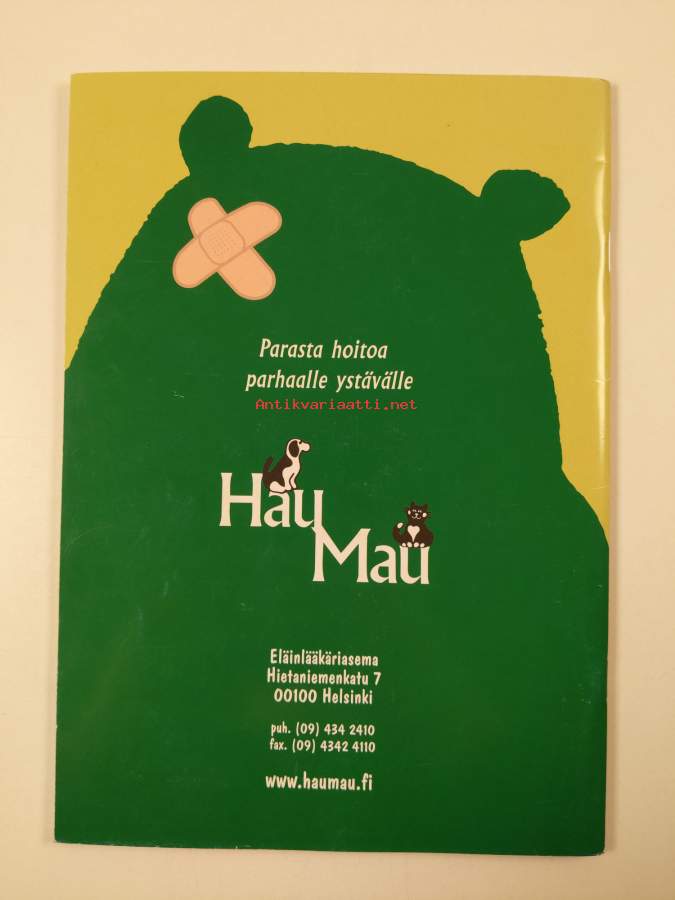 Parasta hoitoa
parhaalle ystävälle
Antikvariaatti.net
Hau
Mau
Eläinlääkäriasema
Hietaniemenkatu 7
00100 Helsinki
puh. (09) 434 2410
fax. (09) 4342 4110
www.haumau.fi